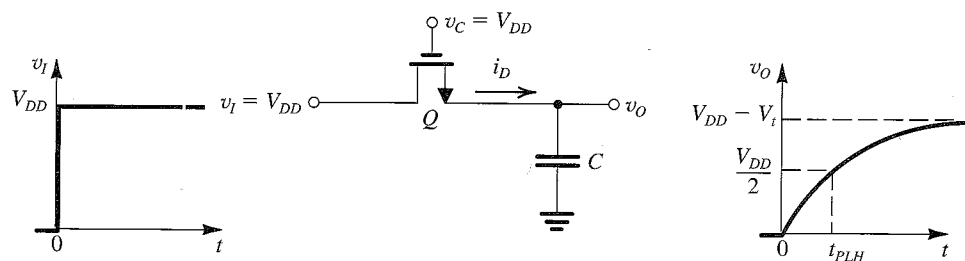 v_I
V_DD
0
t
v_C = V_DD
v_I = V_DD
Q
i_D
v_O
C
v_O
V_DD − V_t
V_DD
2
0
t_PLH
t